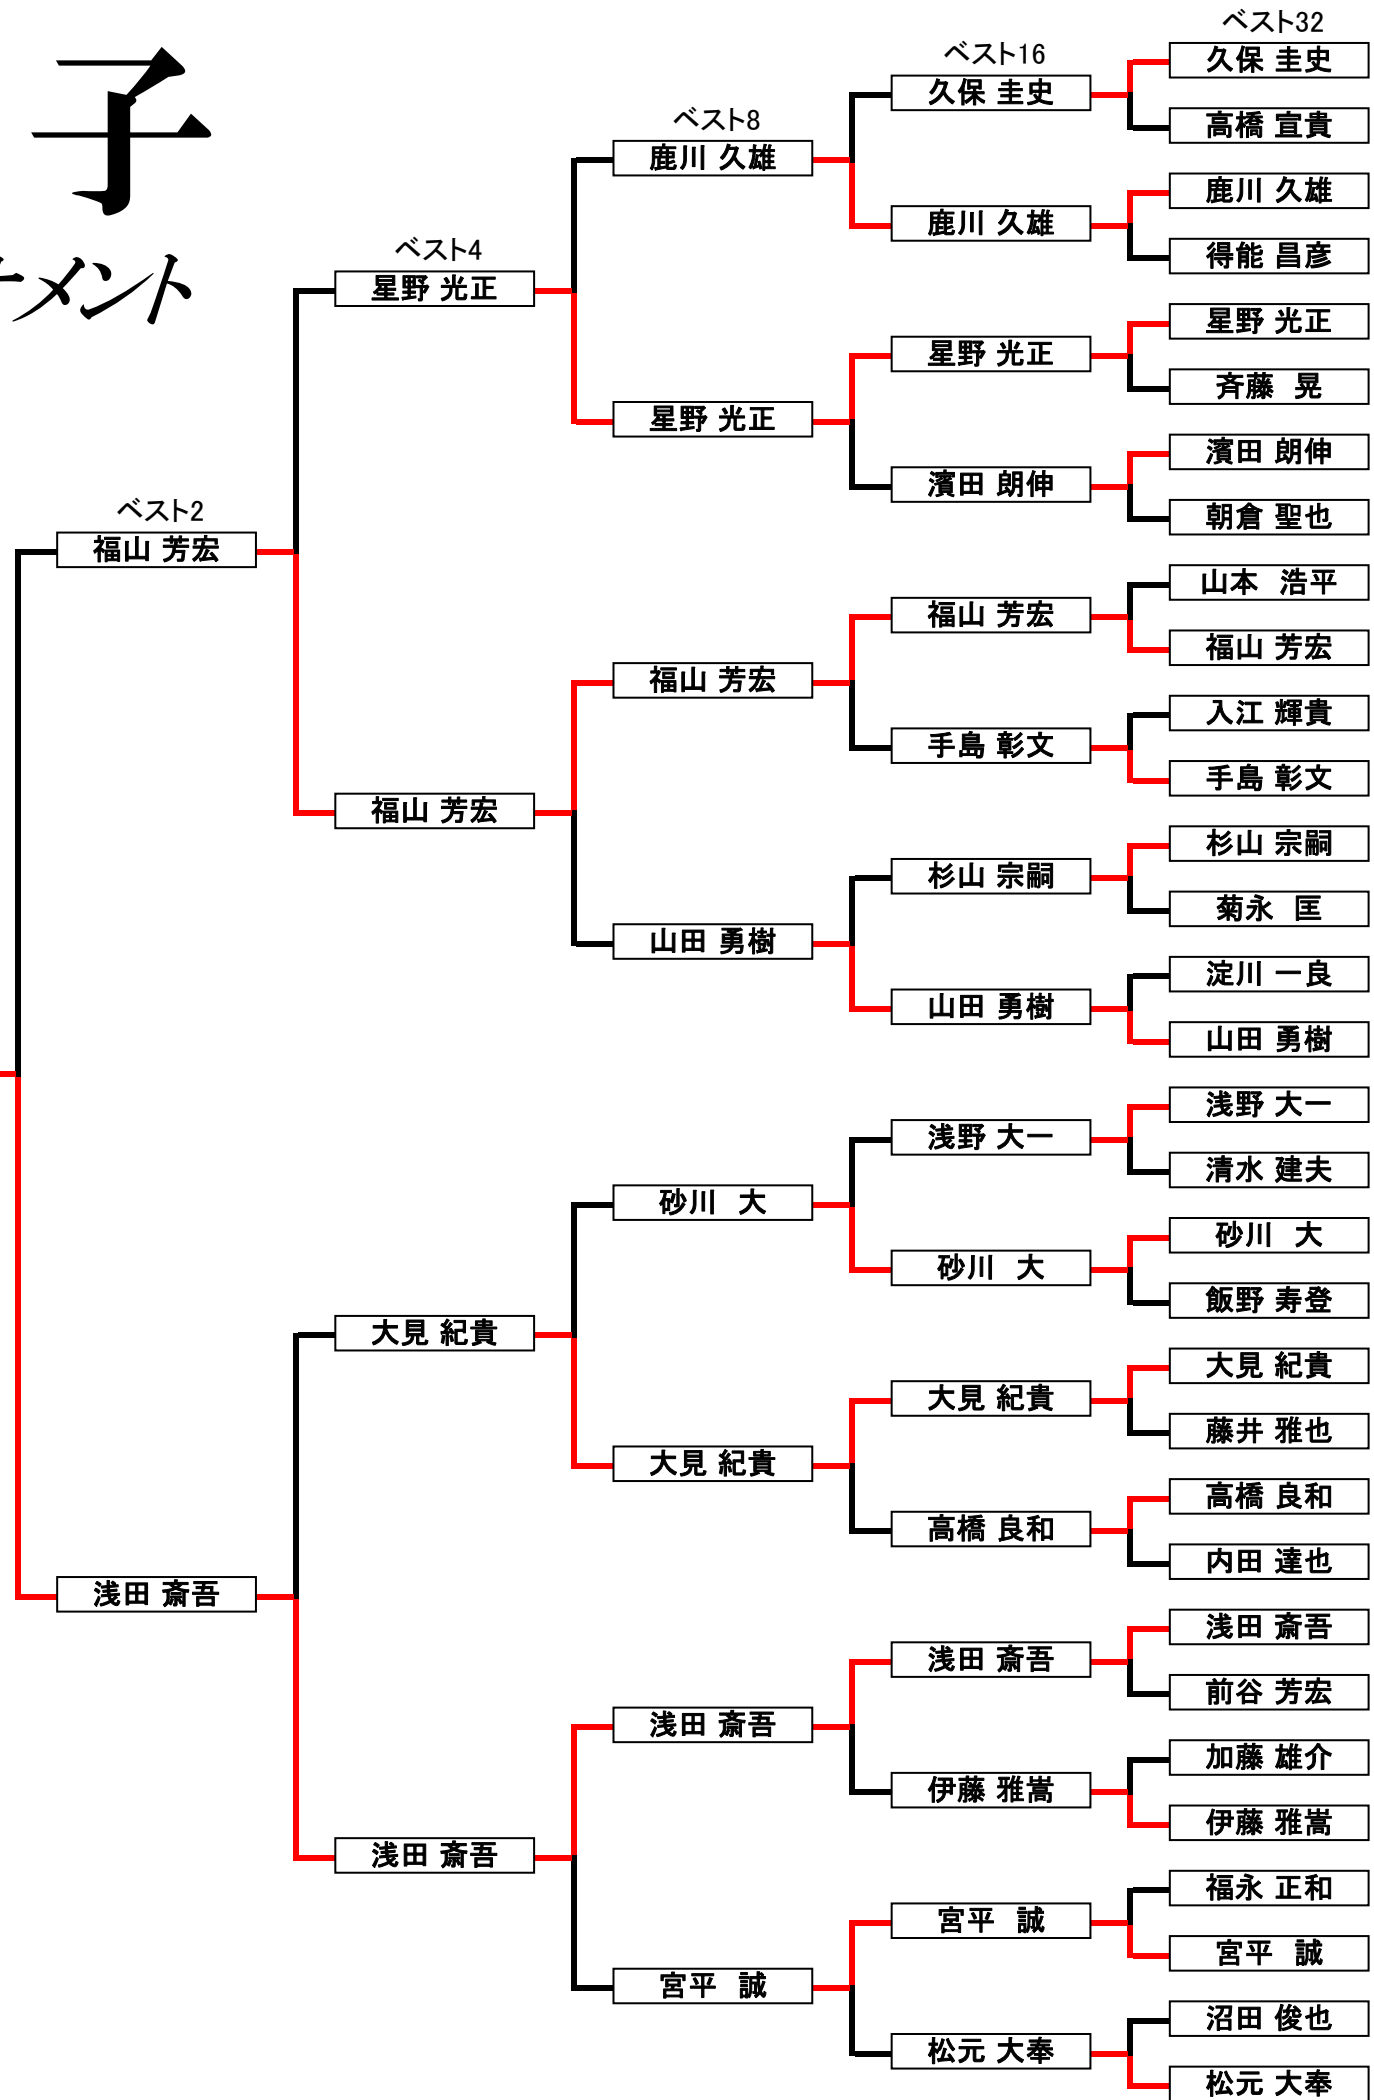 子
メント
ベスト2
福山 芳宏
浅田 斎吾
ベスト4
星野 光正
福山 芳宏
大見 紀貴
浅田 斎吾
ベスト8
鹿川 久雄
星野 光正
福山 芳宏
山田 勇樹
砂川 大
大見 紀貴
浅田 斎吾
宮平 誠
ベスト16
久保 圭史
鹿川 久雄
星野 光正
濱田 朗伸
福山 芳宏
手島 彰文
杉山 宗嗣
山田 勇樹
浅野 大一
砂川 大
大見 紀貴
高橋 良和
浅田 斎吾
伊藤 雅嵩
宮平 誠
松元 大奉
ベスト32
久保 圭史
高橋 宣貴
鹿川 久雄
得能 昌彦
星野 光正
斉藤 晃
濱田 朗伸
朝倉 聖也
山本 浩平
福山 芳宏
入江 輝貴
手島 彰文
杉山 宗嗣
菊永 匡
淀川 一良
山田 勇樹
浅野 大一
清水 建夫
砂川 大
飯野 寿登
大見 紀貴
藤井 雅也
高橋 良和
内田 達也
浅田 斎吾
前谷 芳宏
加藤 雄介
伊藤 雅嵩
福永 正和
宮平 誠
沼田 俊也
松元 大奉